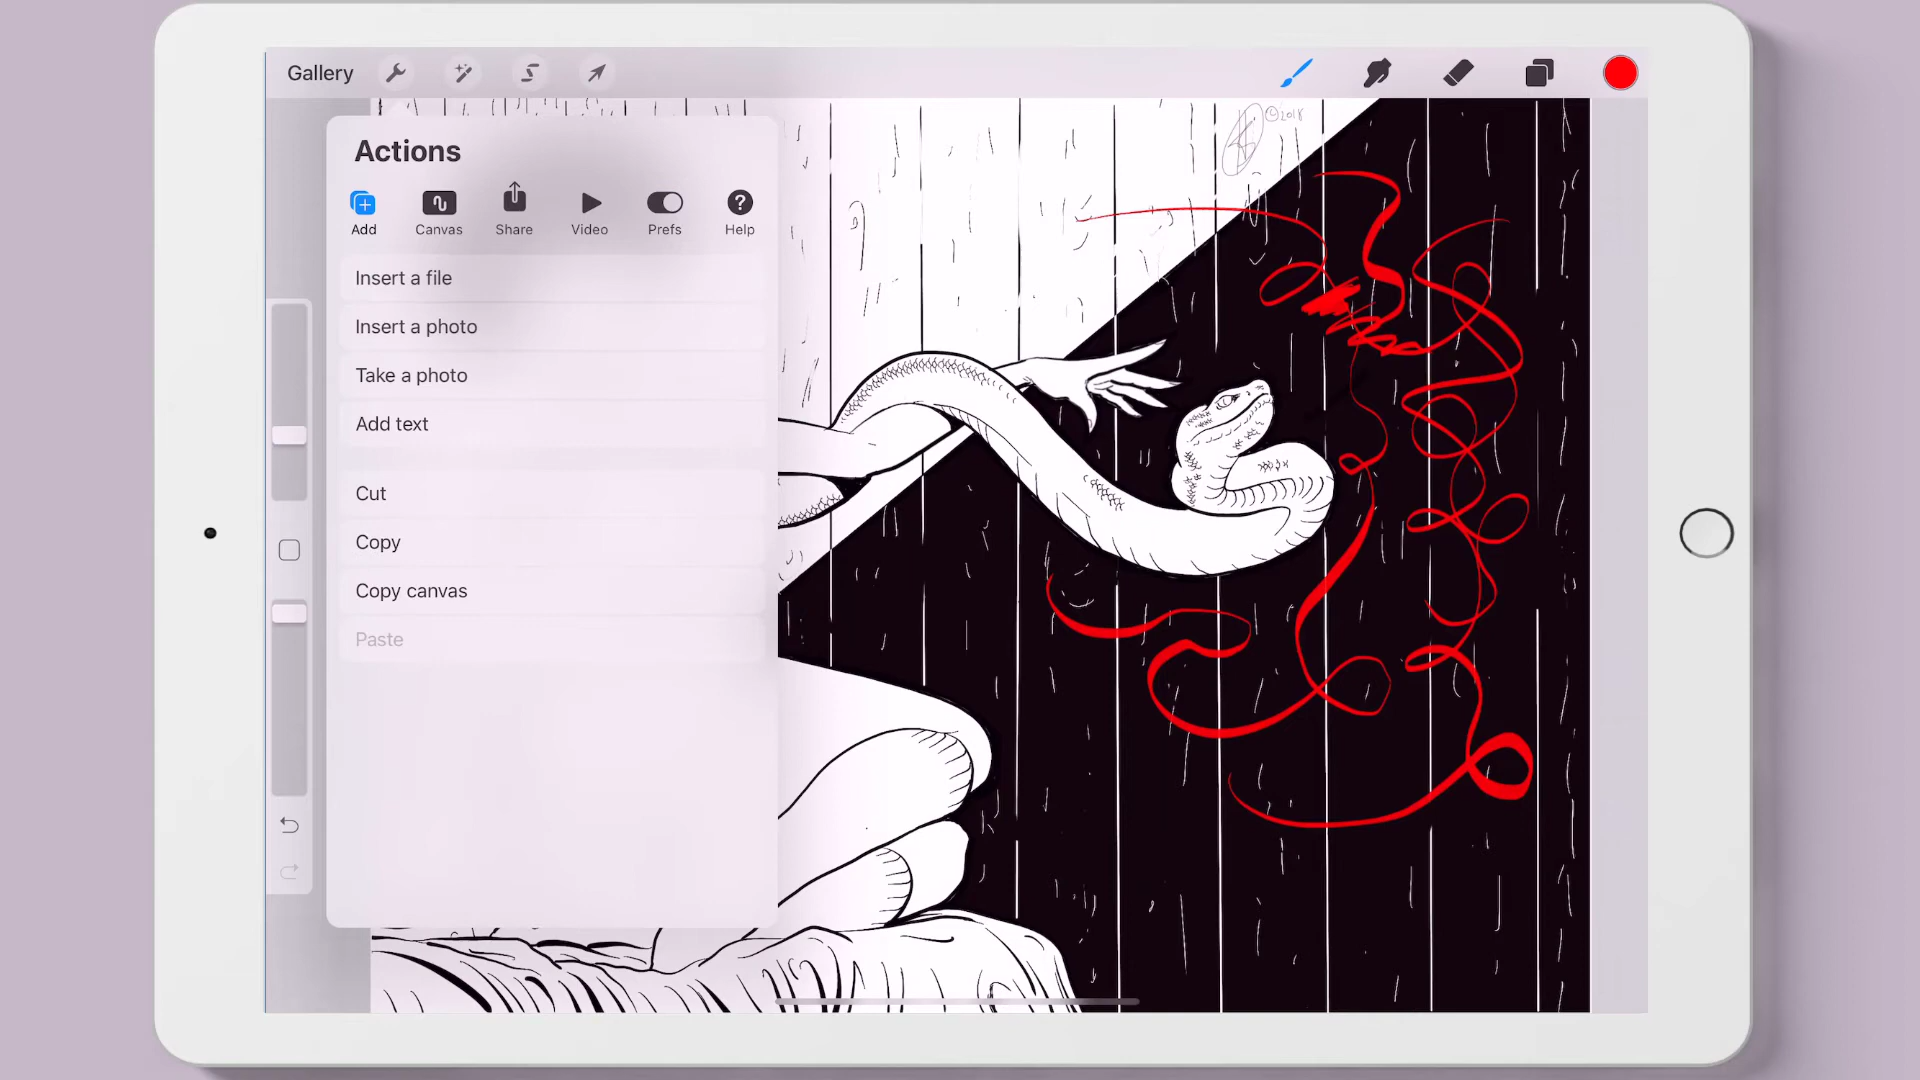 Gallery
Actions
Add
Canvas
Share
Video
Prefs
Help
Insert a file
Insert a photo
Take a photo
Add text
Cut
Copy
Copy canvas
Paste
©2018